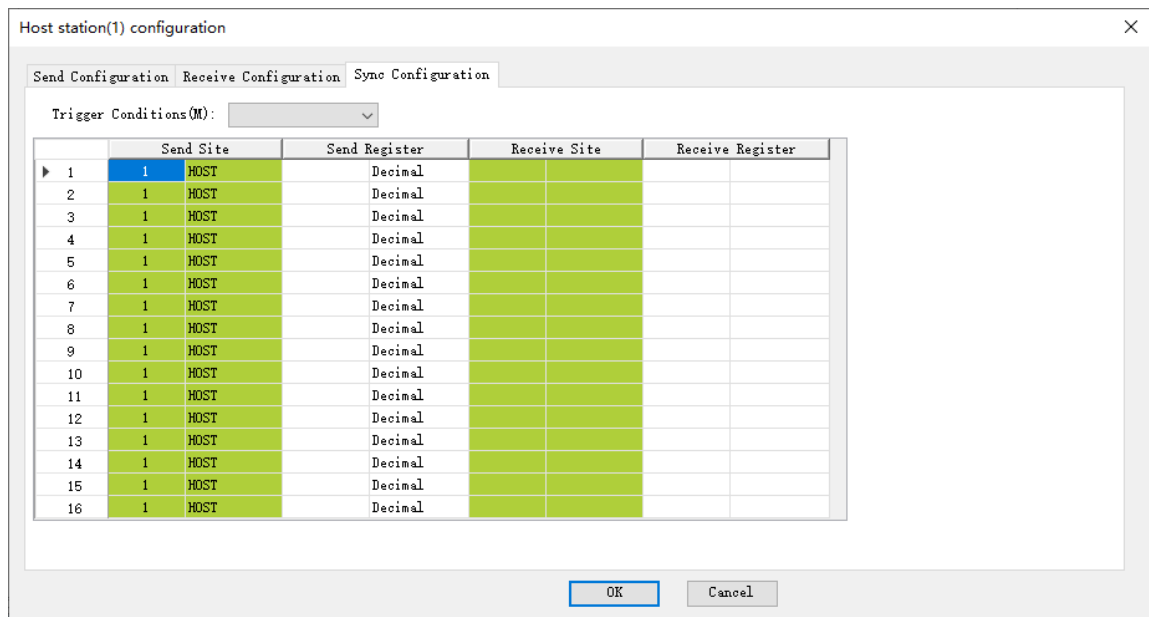 Host station(1) configuration
Send Configuration Receive Configuration Sync Configuration
Trigger Conditions(M):
Send Site Send Register Receive Site Receive Register
1 1 HOST Decimal
2 1 HOST Decimal
3 1 HOST Decimal
4 1 HOST Decimal
5 1 HOST Decimal
6 1 HOST Decimal
7 1 HOST Decimal
8 1 HOST Decimal
9 1 HOST Decimal
10 1 HOST Decimal
11 1 HOST Decimal
12 1 HOST Decimal
13 1 HOST Decimal
14 1 HOST Decimal
15 1 HOST Decimal
16 1 HOST Decimal
OK Cancel